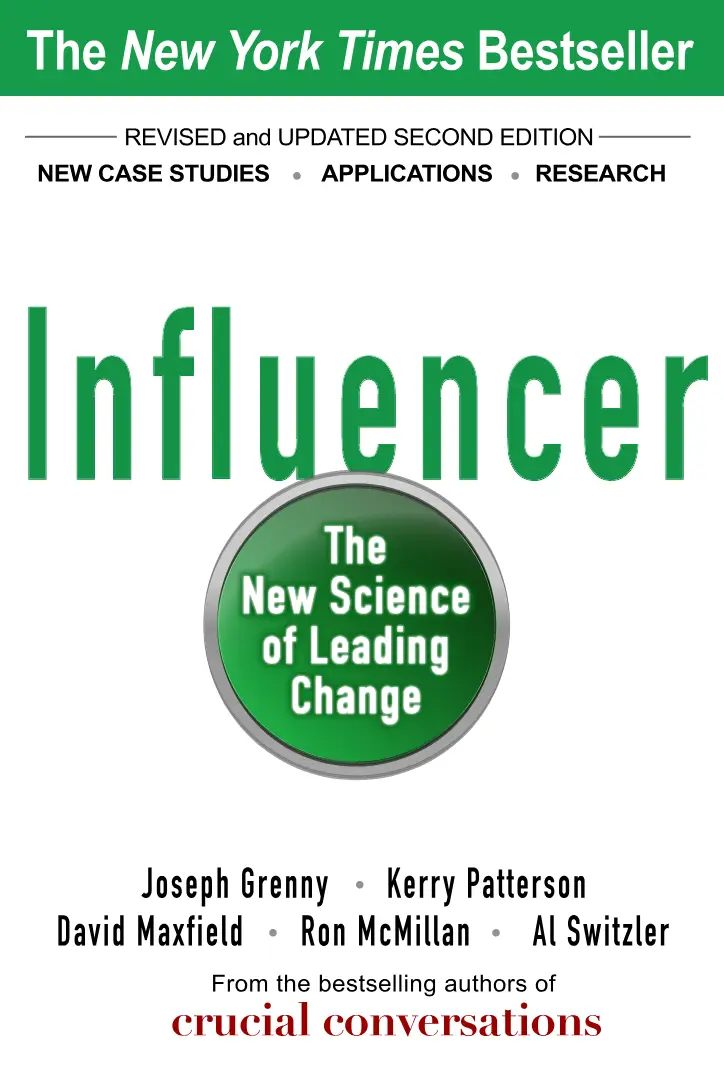 The New York Times Bestseller
REVISED and UPDATED SECOND EDITION
NEW CASE STUDIES • APPLICATIONS • RESEARCH
Influencer
The
New Science
of Leading
Change
Joseph Grenny • Kerry Patterson
David Maxfield • Ron McMillan • Al Switzler
From the bestselling authors of
crucial conversations